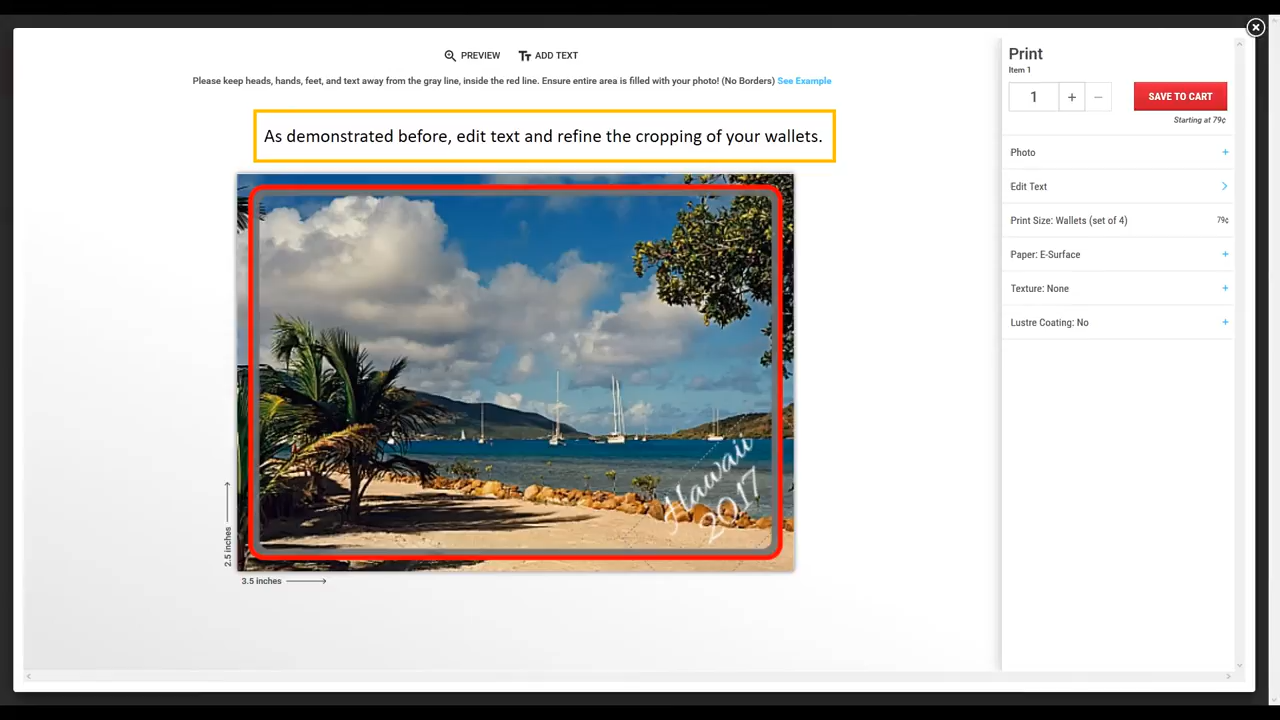 PREVIEW
ADD TEXT
Please keep heads, hands, feet, and text away from the gray line, inside the red line. Ensure entire area is filled with your photo! (No Borders) See Example
As demonstrated before, edit text and refine the cropping of your wallets.
Hawaii
2017
2.5 inches
3.5 inches
Print
Item 1
1
SAVE TO CART
Starting at 79¢
Photo
Edit Text
Print Size: Wallets (set of 4) 79¢
Paper: E-Surface
Texture: None
Lustre Coating: No